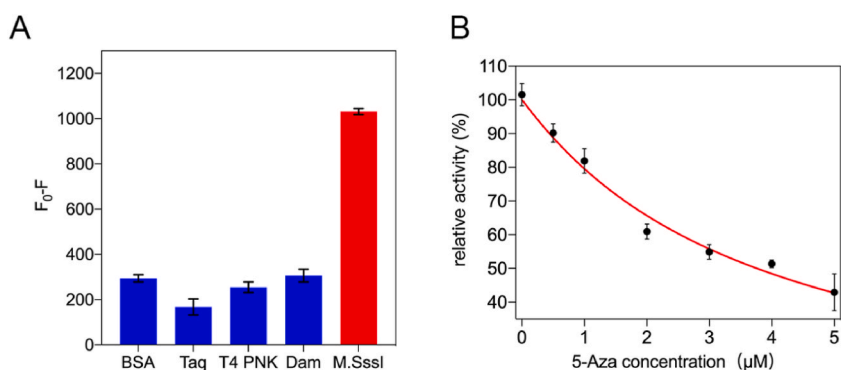 A
1200
1000
800
600
400
200
0
F₀-F
BSA Taq T4 PNK Dam M.SssI
B
110
100
90
80
70
60
50
40
relative activity (%)
0 1 2 3 4 5
5-Aza concentration (μM)